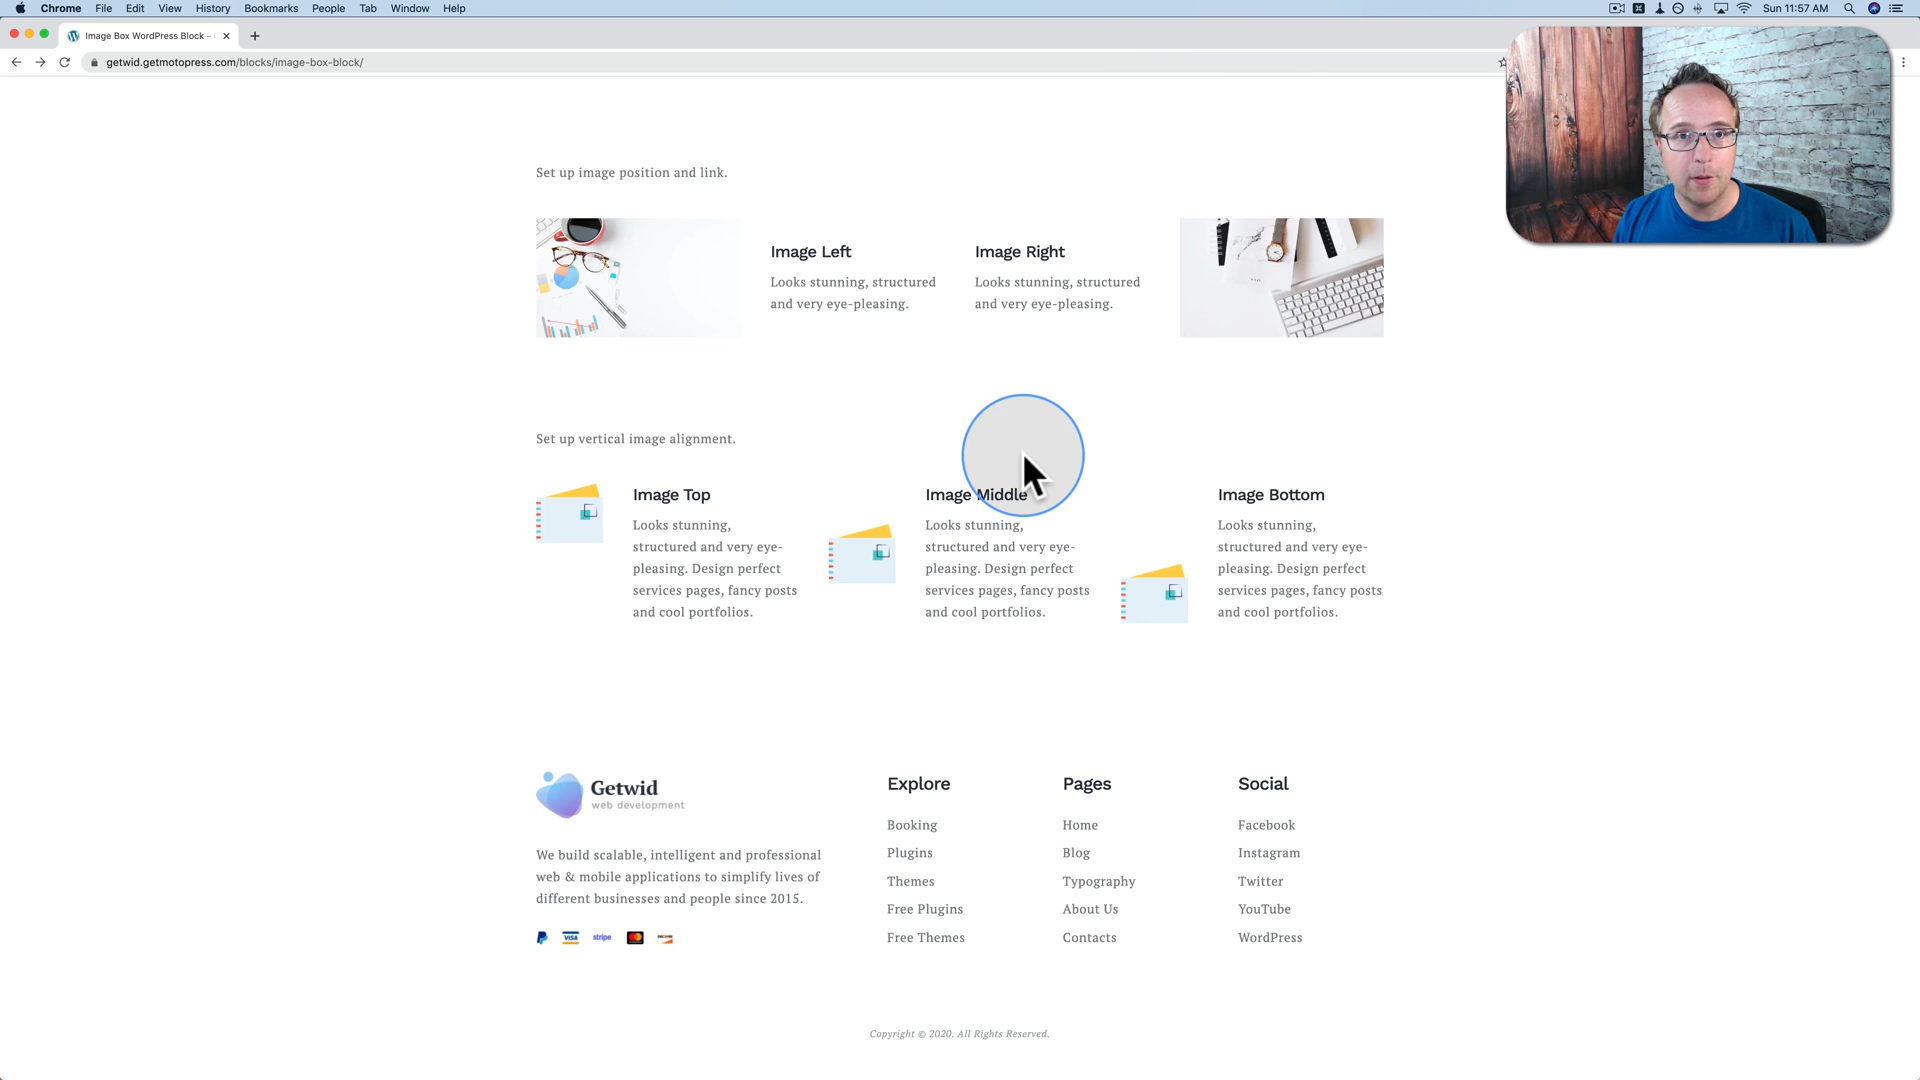 Chrome File Edit View History Bookmarks People Tab Window Help
Sun 11:57 AM
Image Box WordPress Block –
getwid.getmotopress.com/blocks/image-box-block/
Set up image position and link.
Image Left
Looks stunning, structured
and very eye-pleasing.
Image Right
Looks stunning, structured
and very eye-pleasing.
Set up vertical image alignment.
Image Top
Looks stunning,
structured and very eye-
pleasing. Design perfect
services pages, fancy posts
and cool portfolios.
Image Middle
Looks stunning,
structured and very eye-
pleasing. Design perfect
services pages, fancy posts
and cool portfolios.
Image Bottom
Looks stunning,
structured and very eye-
pleasing. Design perfect
services pages, fancy posts
and cool portfolios.
Getwid
web development
We build scalable, intelligent and professional
web & mobile applications to simplify lives of
different businesses and people since 2015.
VISA stripe
Explore
Booking
Plugins
Themes
Free Plugins
Free Themes
Pages
Home
Blog
Typography
About Us
Contacts
Social
Facebook
Instagram
Twitter
YouTube
WordPress
Copyright © 2020. All Rights Reserved.